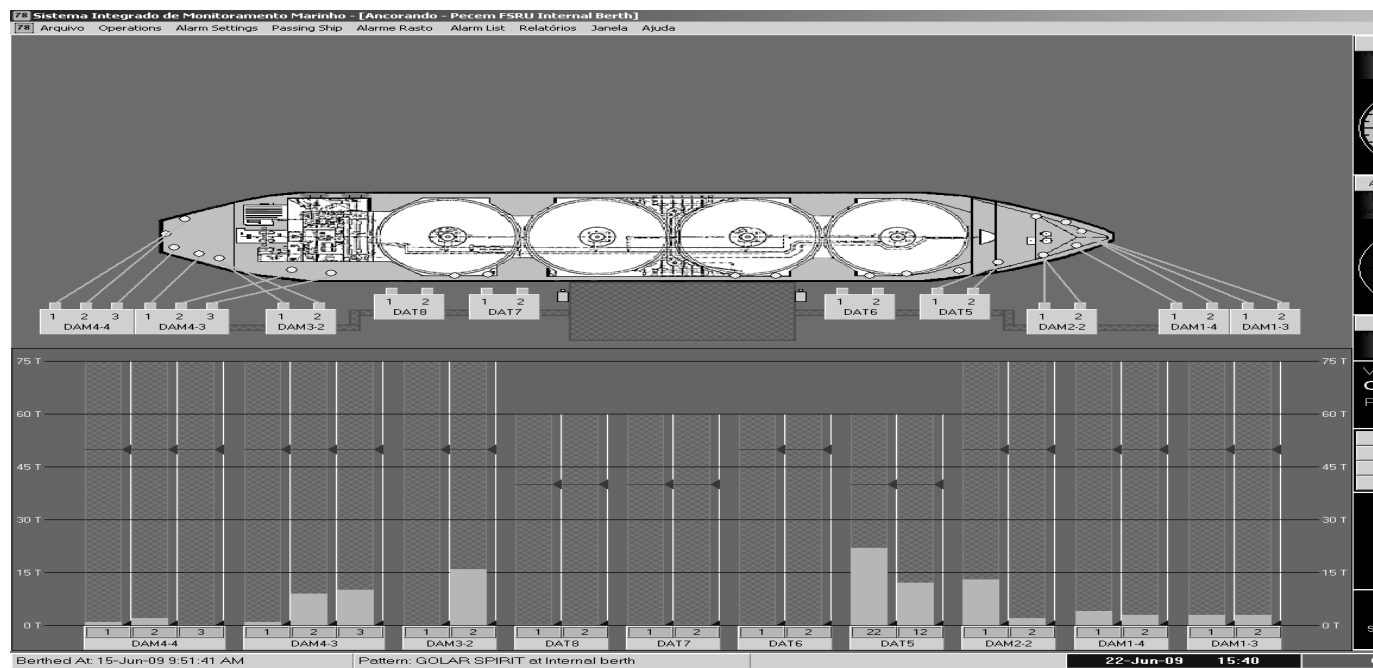 78 Sistema Integrado de Monitoramento Marinho - [Ancorando - Pecem FSRU Internal Berth]
78 Arquivo Operations Alarm Settings Passing Ship Alarme Rasto Alarm List Relatórios Janela Ajuda
1 2 3 DAM4-4
1 2 3 DAM4-3
1 2 DAM3-2
1 2 DAT8
1 2 DAT7
1 2 DAT6
1 2 DAT5
1 2 DAM2-2
1 2 DAM1-4
1 2 DAM1-3
75 T 75 T
60 T 60 T
45 T 45 T
30 T 30 T
15 T 15 T
0 T 0 T
1 2 3 1 2 3 1 2 1 2 1 2 1 2 22 12 1 2 1 2 1 2
DAM4-4 DAM4-3 DAM3-2 DAT8 DAT7 DAT6 DAT5 DAM2-2 DAM1-4 DAM1-3
Berthed At: 15-Jun-09 9:51:41 AM Pattern: GOLAR SPIRIT at Internal berth 22-Jun-09 15:40